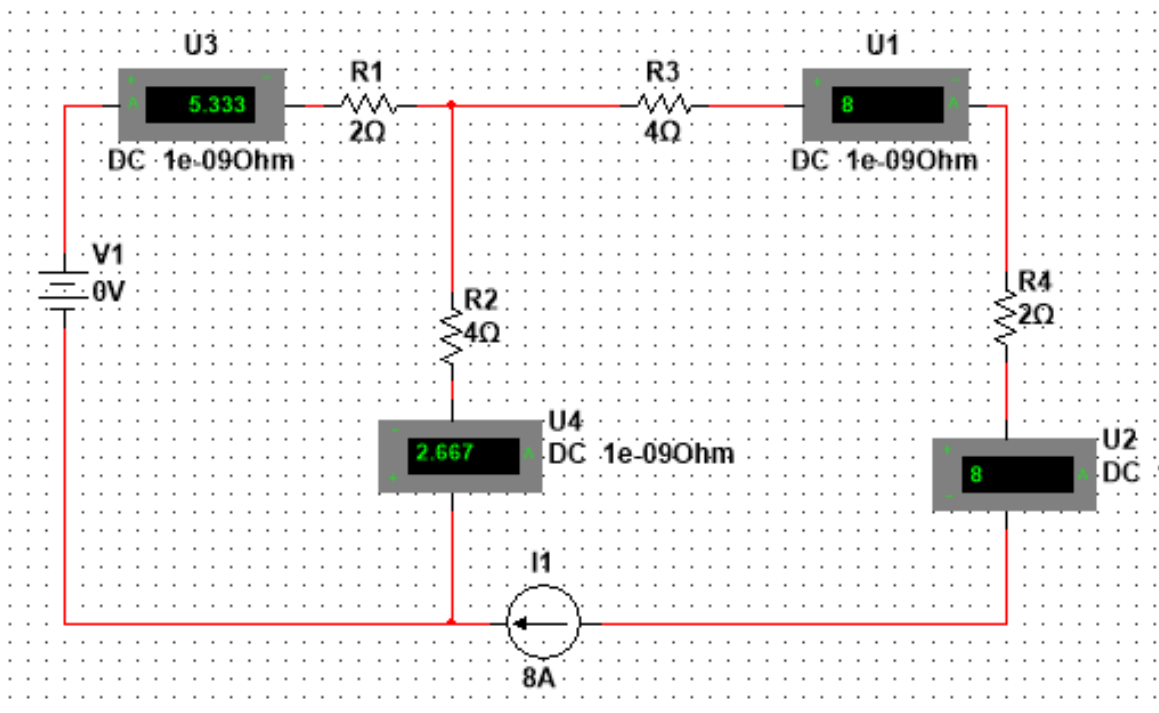 U3
U1
5.333
A
R1
2Ω
R3
4Ω
8
A
DC 1e-09Ohm
DC 1e-09Ohm
V1
0V
R2
4Ω
R4
2Ω
U4
2.667
A
DC 1e-09Ohm
U2
8
A
DC
I1
8A